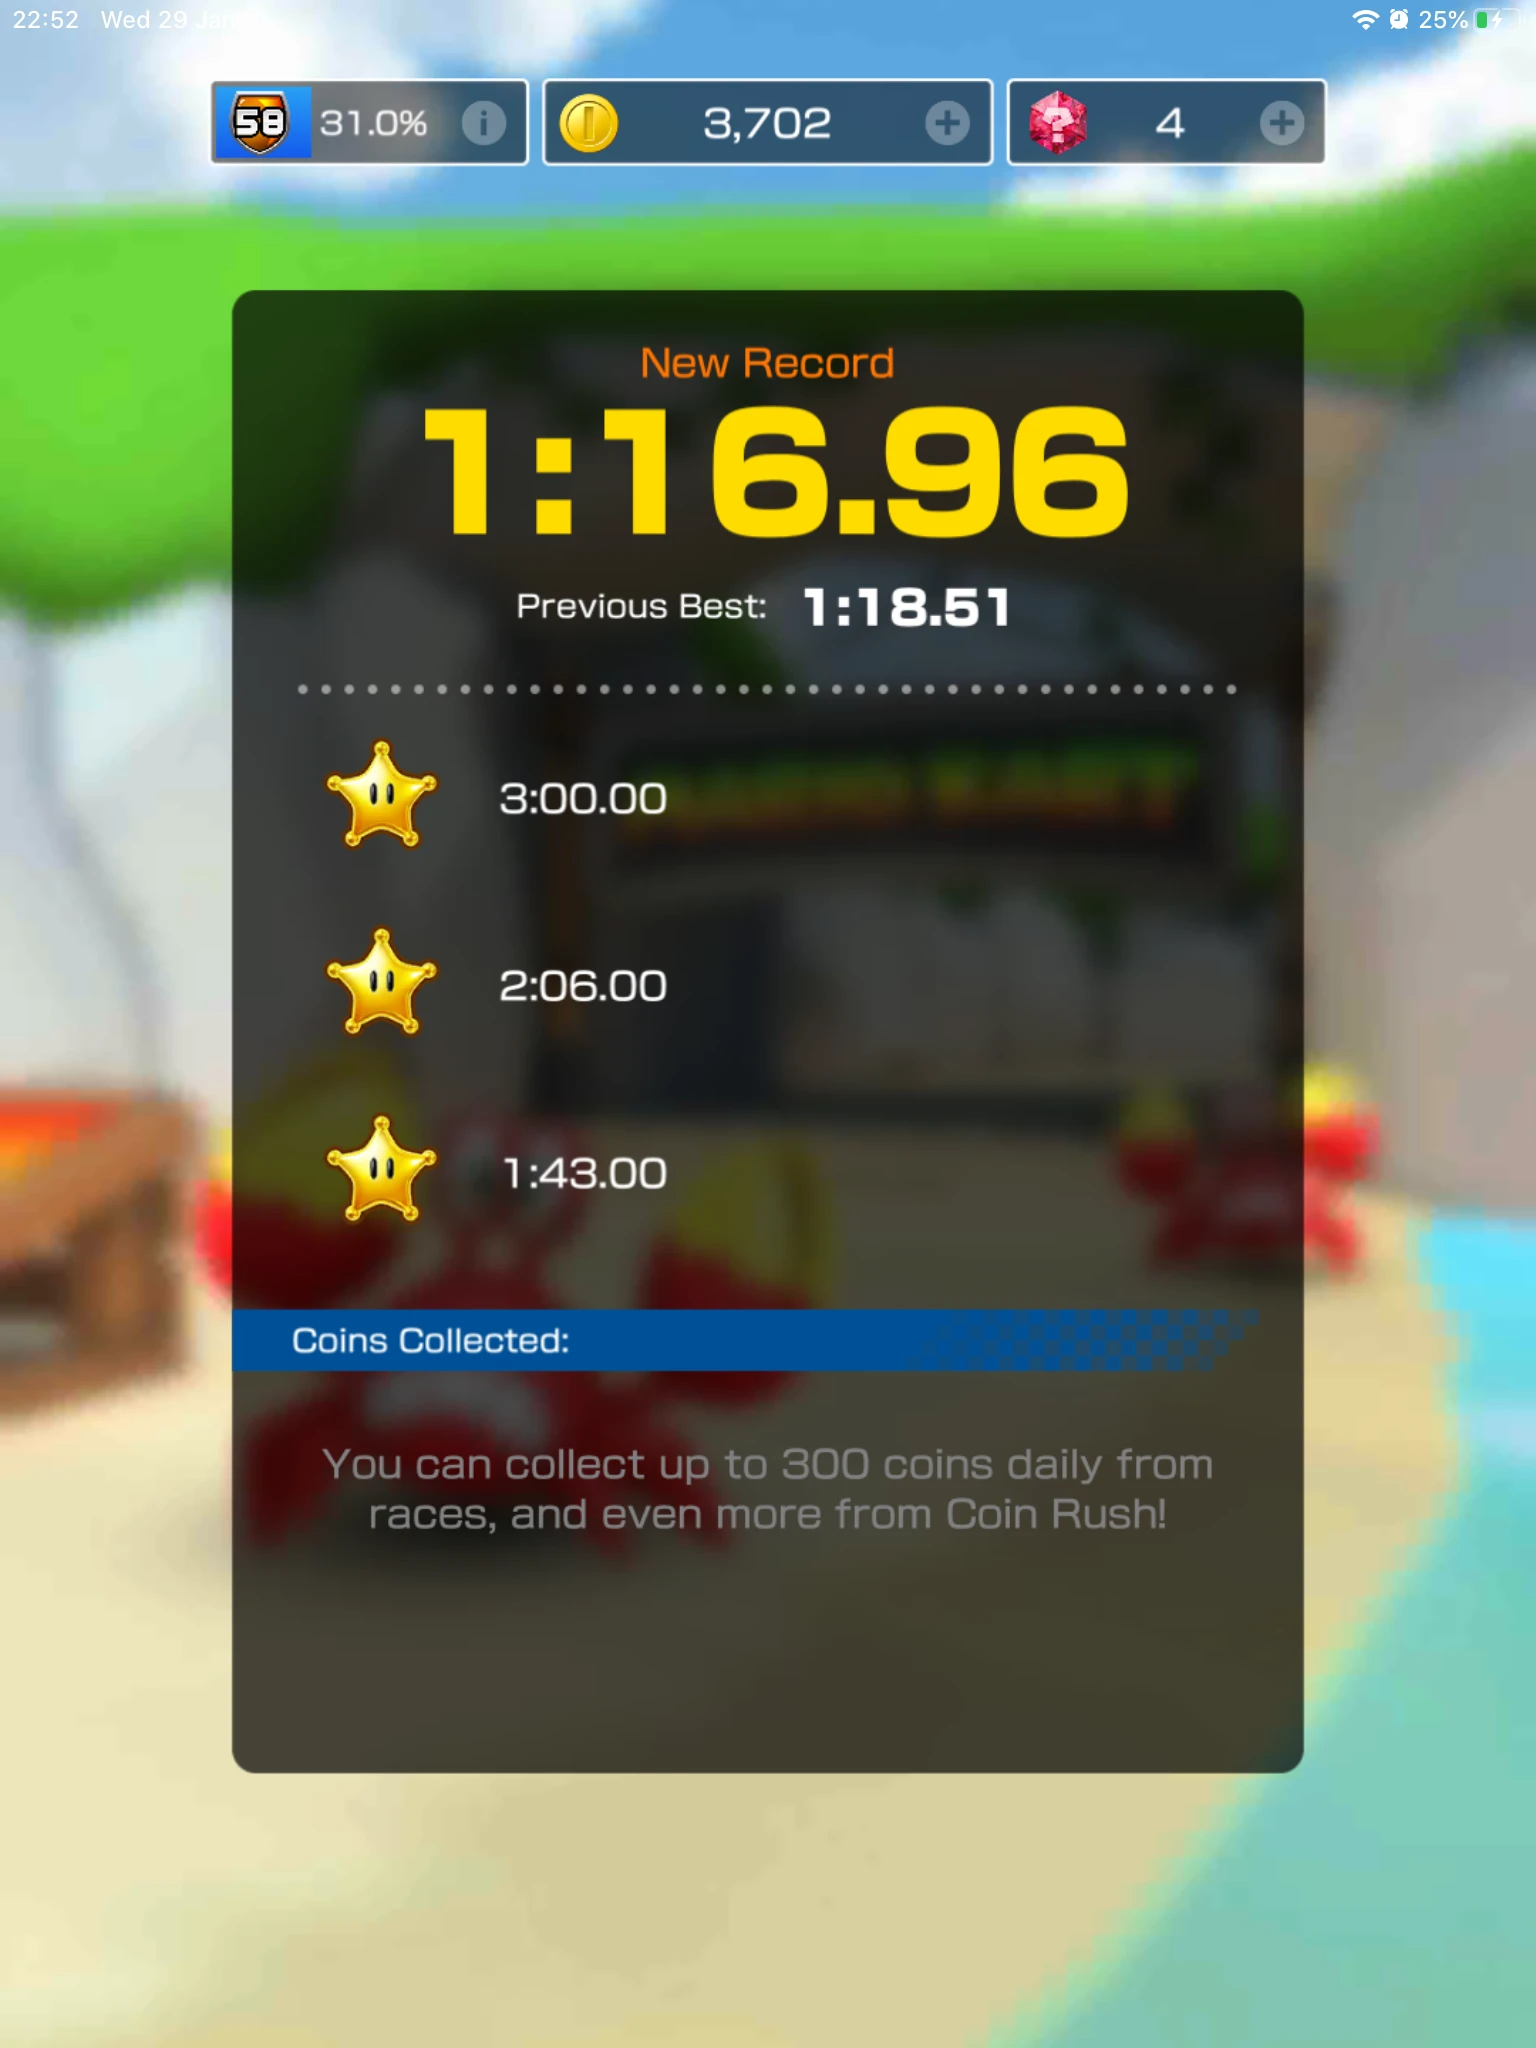 22:52 Wed 29 Jan
25%
58 31.0% i
3,702 +
? 4 +
New Record
1:16.96
Previous Best: 1:18.51
3:00.00
2:06.00
1:43.00
Coins Collected:
You can collect up to 300 coins daily from
races, and even more from Coin Rush!